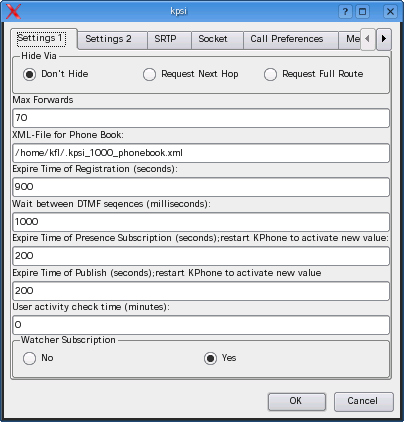 kpsi
Settings 1 Settings 2 SRTP Socket Call Preferences Me
Hide Via
Don't Hide Request Next Hop Request Full Route
Max Forwards
70
XML-File for Phone Book:
/home/kfl/.kpsi_1000_phonebook.xml
Expire Time of Registration (seconds):
900
Wait between DTMF seqences (milliseconds):
1000
Expire Time of Presence Subscription (seconds);restart KPhone to activate new value:
200
Expire Time of Publish (seconds);restart KPhone to activate new value
200
User activity check time (minutes):
0
Watcher Subscription
No Yes
OK Cancel